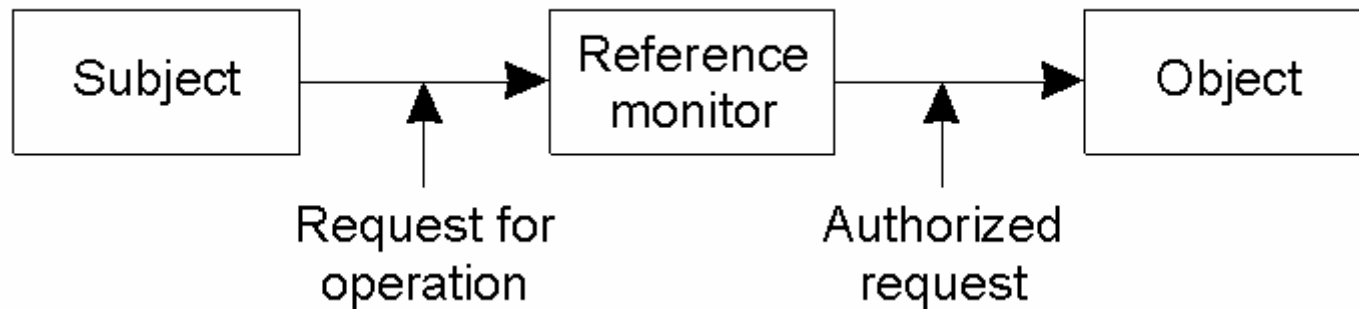 Subject
Reference
monitor
Object
Request for
operation
Authorized
request